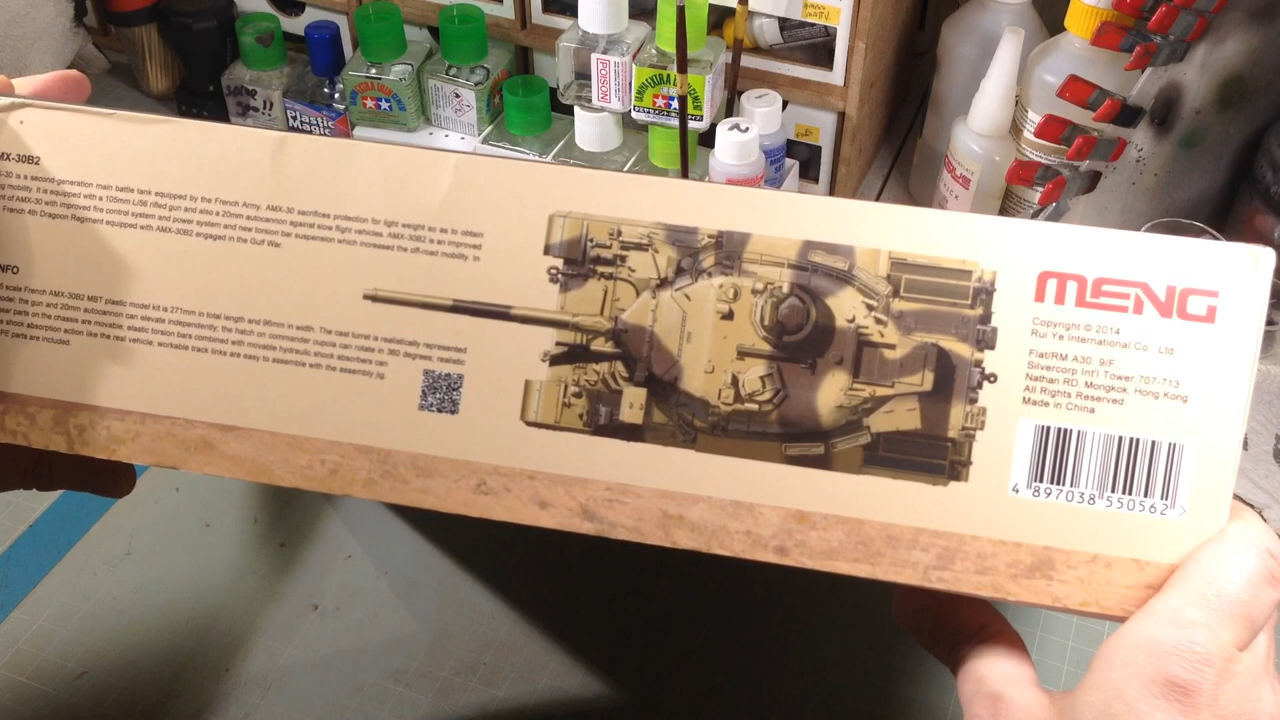 POISON
Plastic
Magic
TAMIYA
EXTRA THIN CEMENT
N
MX-30B2
X-30 is a second-generation main battle tank equipped by the French Army. AMX-30 sacrifices protection for light weight so as to obtain
mobility. It is equipped with a 105mm L/56 rifled gun and also a 20mm autocannon against slow flight vehicles. AMX-30B2 is an improved
nt of AMX-30 with improved fire control system and power system and new torsion bar suspension which increased the off-road mobility. In
French 4th Dragoon Regiment equipped with AMX-30B2 engaged in the Gulf War.
NFO
5 scale French AMX-30B2 MBT plastic model kit is 271mm in total length and 96mm in width. The cast turret is realistically represented
odel; the gun and 20mm autocannon can elevate independently; the hatch on commander cupola can rotate in 360 degrees; realistic
ear parts on the chassis are movable; elastic torsion bars combined with movable hydraulic shock absorbers can
shock absorption action like the real vehicle; workable track links are easy to assemble with the assembly jig.
PE parts are included.
MENG
Copyright © 2014
Rui Ye International Co., Ltd
Flat/RM A30, 9/F
Silvercorp Int'l Tower,707-713
Nathan RD, Mongkok, Hong Kong
All Rights Reserved
Made in China
4 897038 550562 >